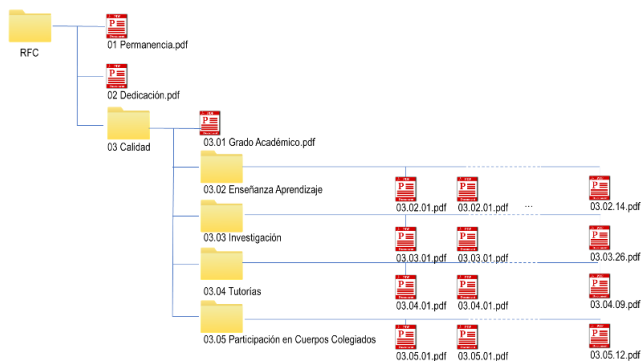 RFC
01 Permanencia.pdf
02 Dedicación.pdf
03 Calidad
03.01 Grado Académico.pdf
03.02 Enseñanza Aprendizaje
03.02.01.pdf 03.02.01.pdf ... 03.02.14.pdf
03.03 Investigación
03.03.01.pdf 03.03.01.pdf 03.03.26.pdf
03.04 Tutorías
03.04.01.pdf 03.04.01.pdf 03.04.09.pdf
03.05 Participación en Cuerpos Colegiados
03.05.01.pdf 03.05.01.pdf 03.05.12.pdf